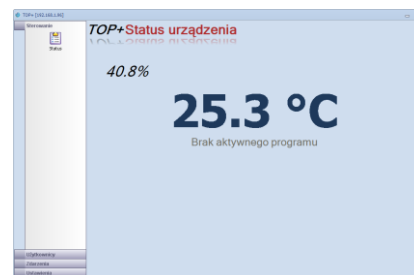 TOP+ [192.168.1.90]
Sterowanie
Status
TOP+Status urządzenia
40.8%
25.3 °C
Brak aktywnego programu
Użytkownicy
Zdarzenia
Ustawienia